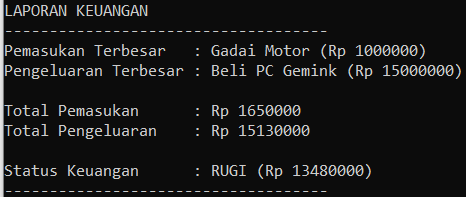 LAPORAN KEUANGAN
------------------------------------
Pemasukan Terbesar   : Gadai Motor (Rp 1000000)
Pengeluaran Terbesar : Beli PC Gemink (Rp 15000000)
Total Pemasukan      : Rp 1650000
Total Pengeluaran    : Rp 15130000
Status Keuangan      : RUGI (Rp 13480000)
------------------------------------